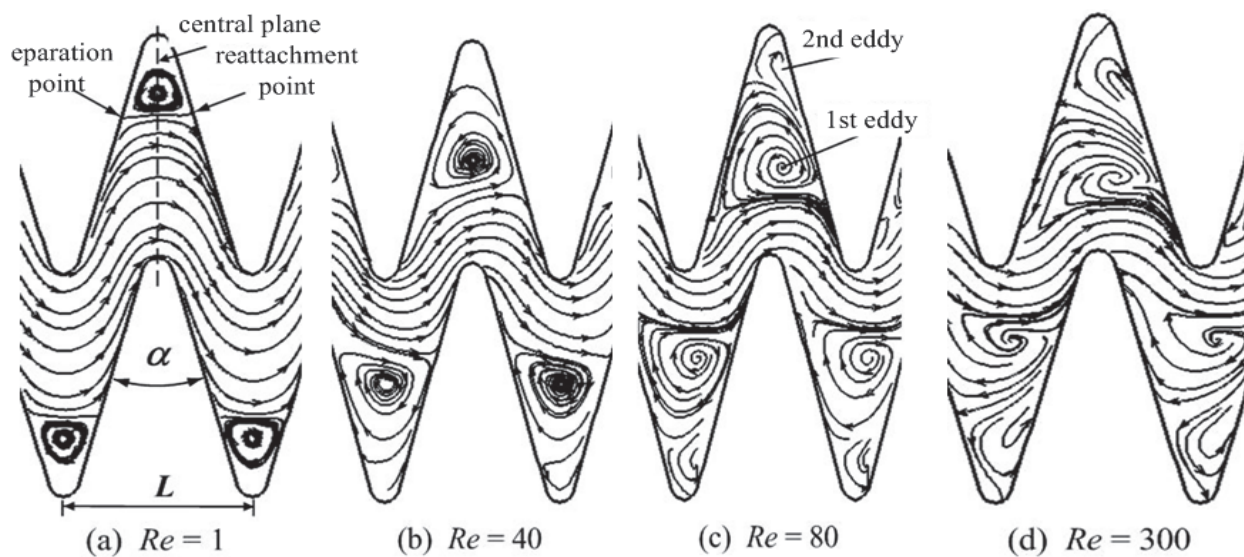 central plane
eparation
point
reattachment
point
α
L
(a) Re = 1
(b) Re = 40
2nd eddy
1st eddy
(c) Re = 80
(d) Re = 300